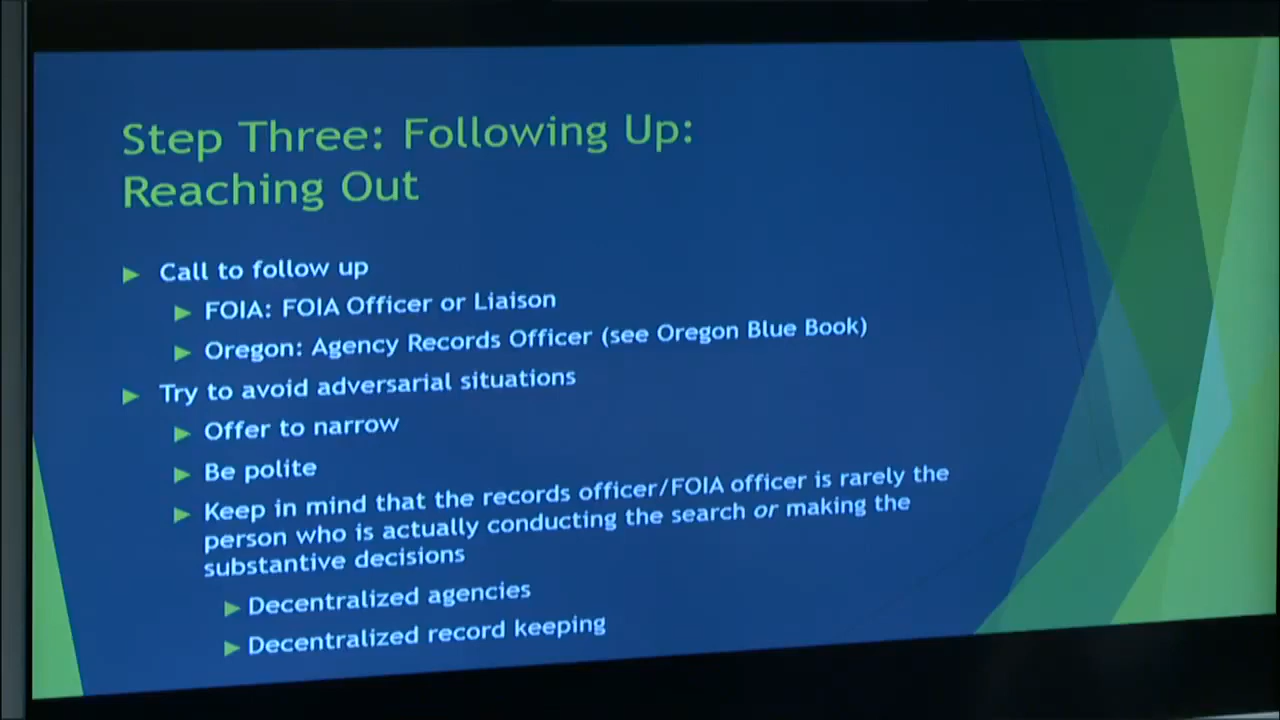 Step Three: Following Up:
Reaching Out
Call to follow up
FOIA: FOIA Officer or Liaison
Oregon: Agency Records Officer (see Oregon Blue Book)
Try to avoid adversarial situations
Offer to narrow
Be polite
Keep in mind that the records officer/FOIA officer is rarely the
person who is actually conducting the search or making the
substantive decisions
Decentralized agencies
Decentralized record keeping